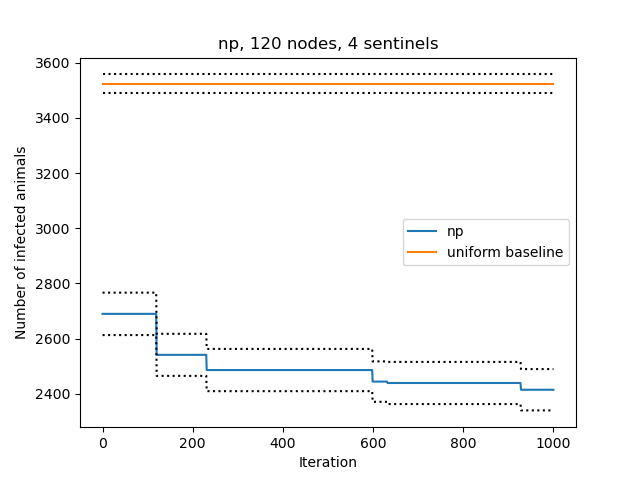 np, 120 nodes, 4 sentinels
3600
3400
3200
3000
2800
2600
2400
Number of infected animals
np
uniform baseline
0
200
400
600
800
1000
Iteration